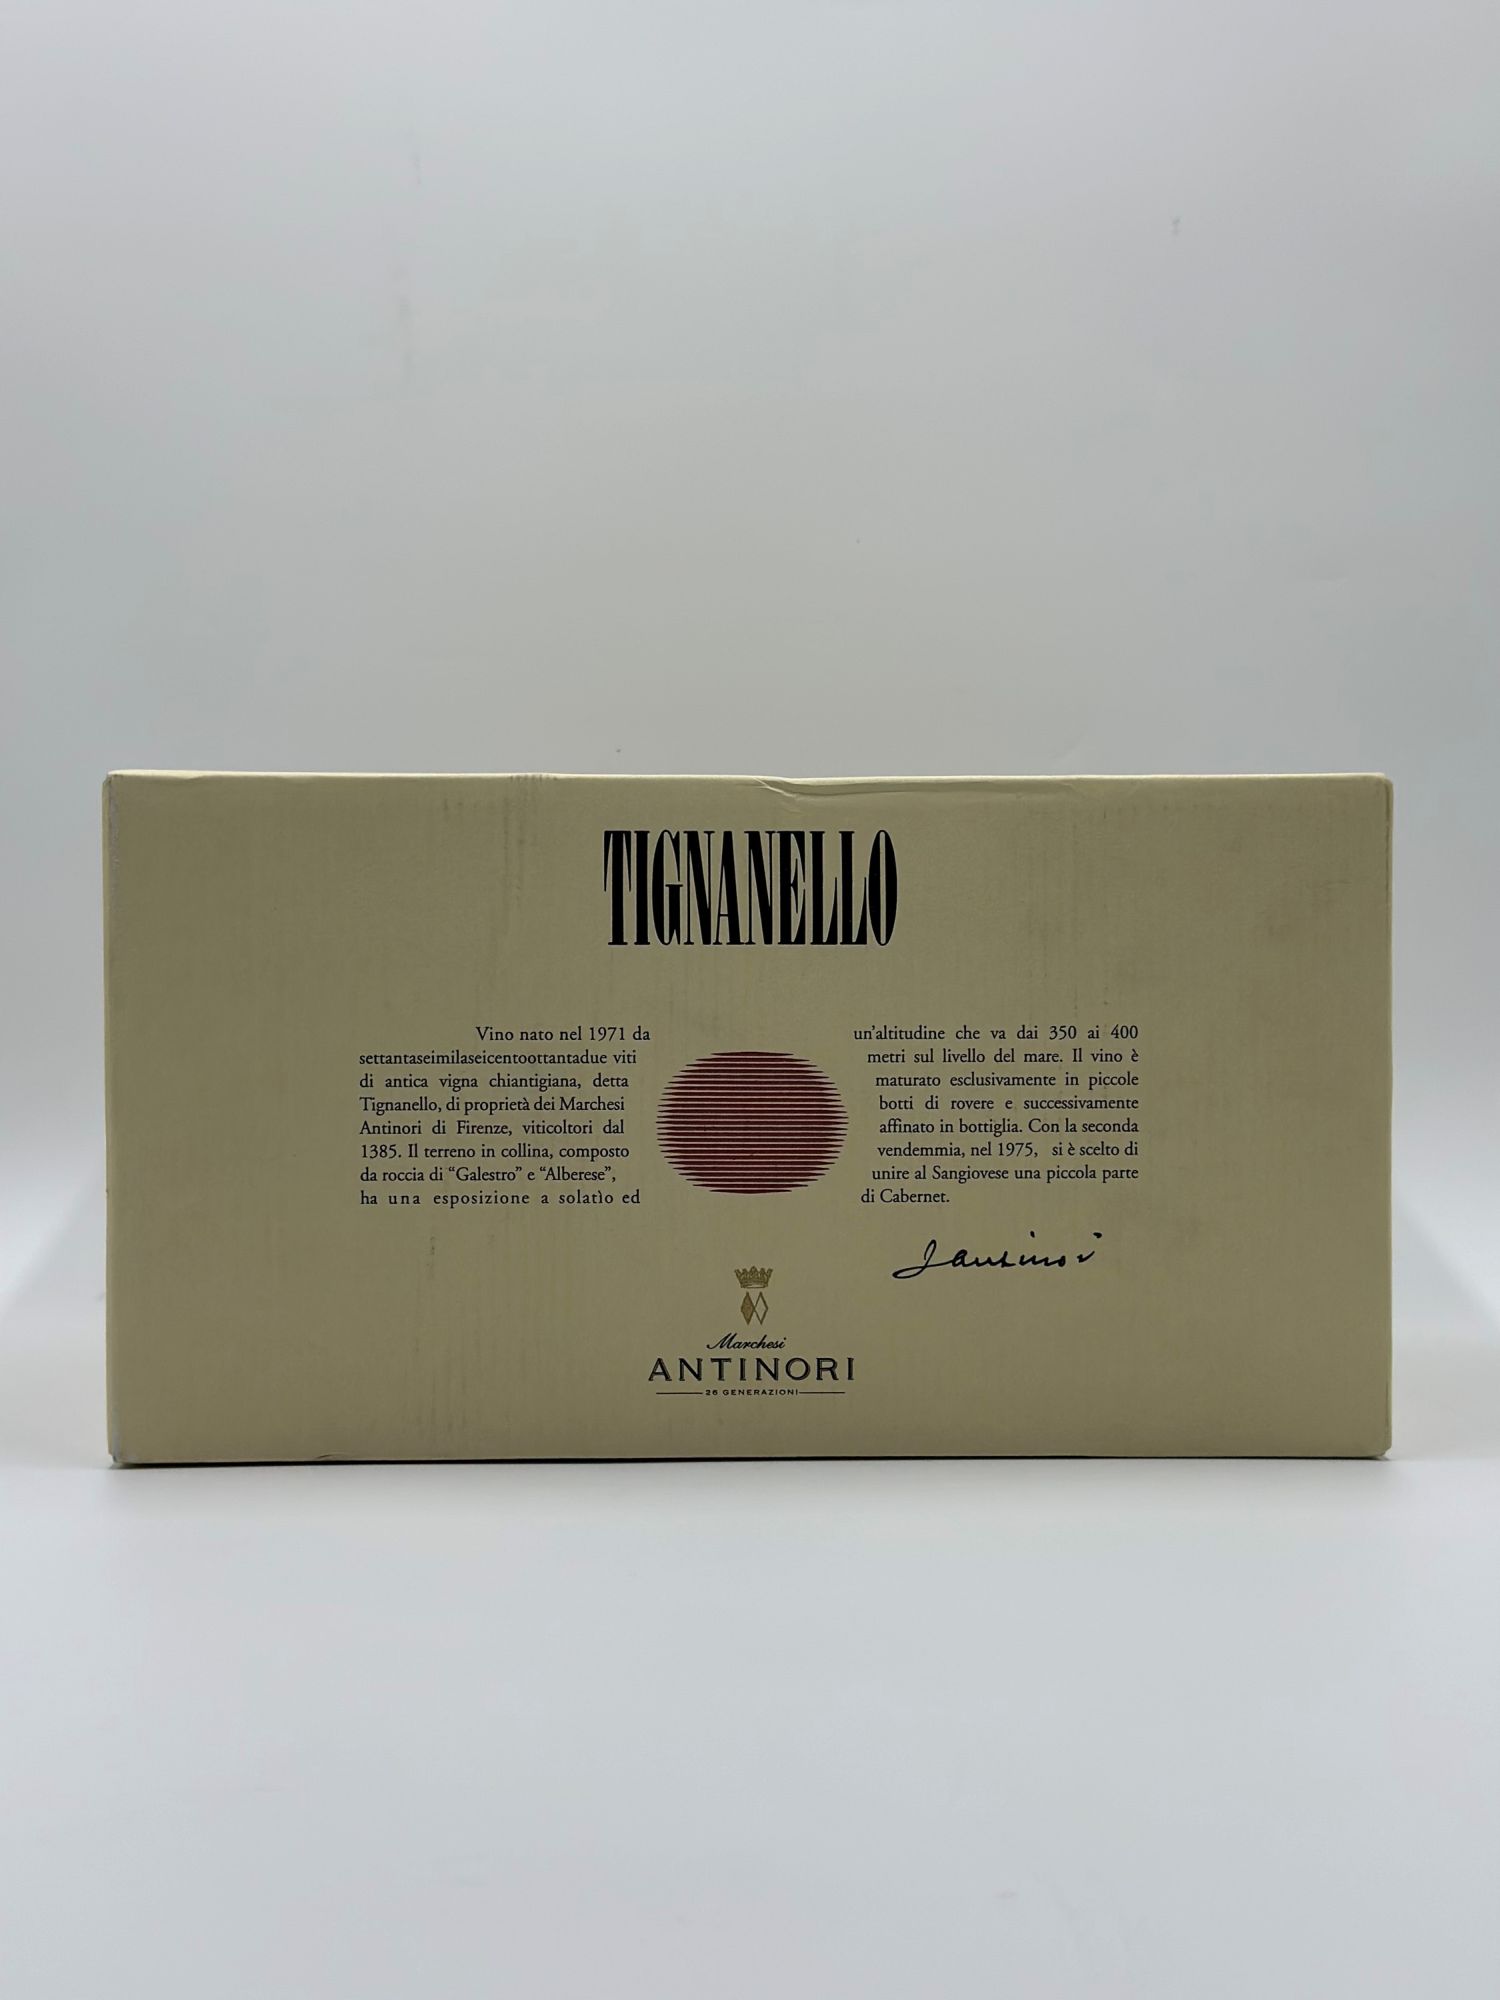 TIGNANELLO
Vino nato nel 1971 da
settantaseimilaseicentoottantadue viti
di antica vigna chiantigiana, detta
Tignanello, di proprietà dei Marchesi
Antinori di Firenze, viticoltori dal
1385. Il terreno in collina, composto
da roccia di “Galestro” e “Alberese”,
ha una esposizione a solatìo ed
un’altitudine che va dai 350 ai 400
metri sul livello del mare. Il vino è
maturato esclusivamente in piccole
botti di rovere e successivamente
affinato in bottiglia. Con la seconda
vendemmia, nel 1975, si è scelto di
unire al Sangiovese una piccola parte
di Cabernet.
Marchesi
ANTINORI
26 GENERAZIONI